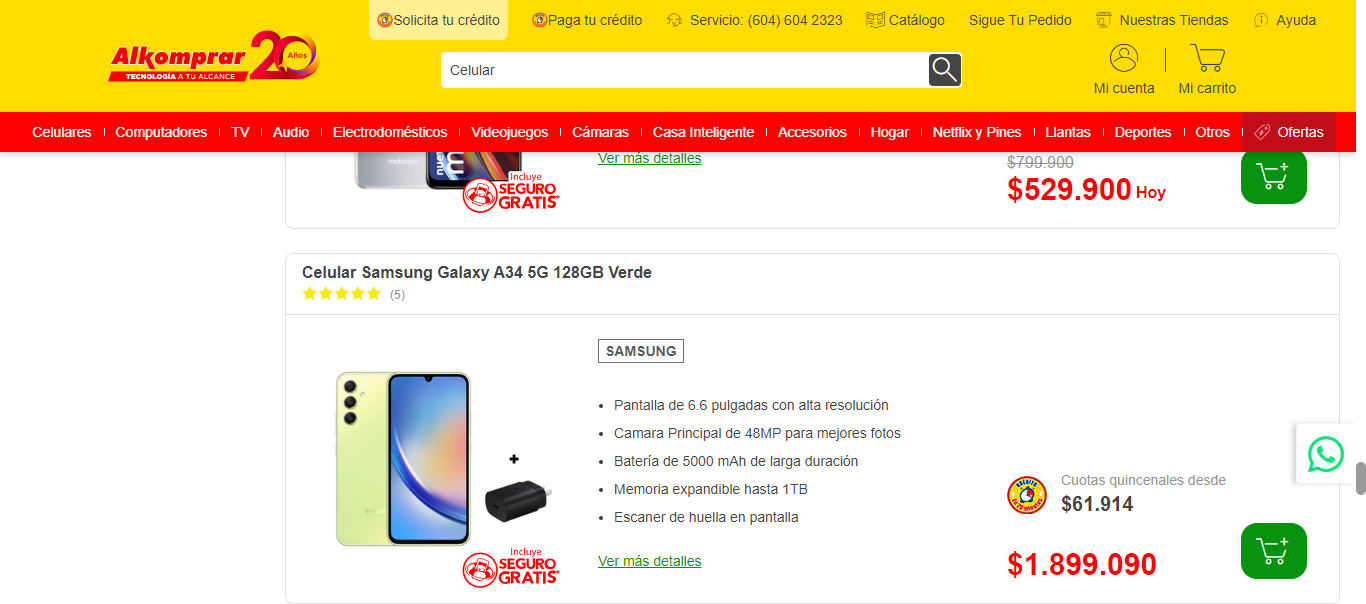 Solicita tu crédito
Paga tu crédito
Servicio: (604) 604 2323
Catálogo
Sigue Tu Pedido
Nuestras Tiendas
Ayuda
Alkomprar 20 Años
TECNOLOGÍA A TU ALCANCE
Celular
Mi cuenta
Mi carrito
Celulares
Computadores
TV
Audio
Electrodomésticos
Videojuegos
Cámaras
Casa Inteligente
Accesorios
Hogar
Netflix y Pines
Llantas
Deportes
Otros
Ofertas
motorola
Incluye
SEGURO
GRATIS*
Ver más detalles
$799.900
$529.900 Hoy
Celular Samsung Galaxy A34 5G 128GB Verde
(5)
SAMSUNG
Pantalla de 6.6 pulgadas con alta resolución
Camara Principal de 48MP para mejores fotos
Batería de 5000 mAh de larga duración
Memoria expandible hasta 1TB
Escaner de huella en pantalla
Incluye
SEGURO
GRATIS*
Ver más detalles
Cuotas quincenales desde
$61.914
$1.899.090